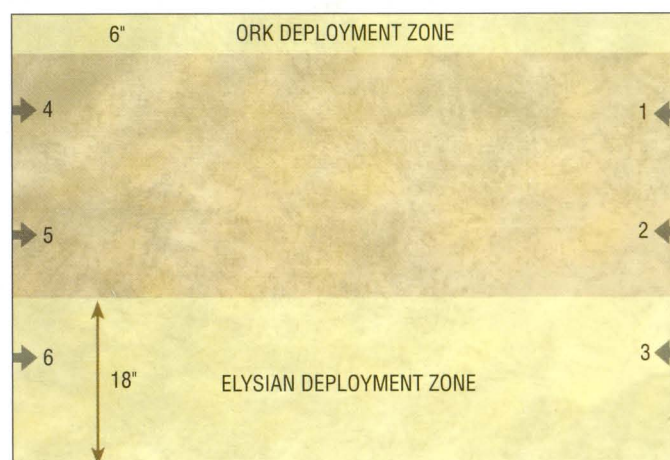 6" ORK DEPLOYMENT ZONE
4 1
5 2
6 3
18" ELYSIAN DEPLOYMENT ZONE